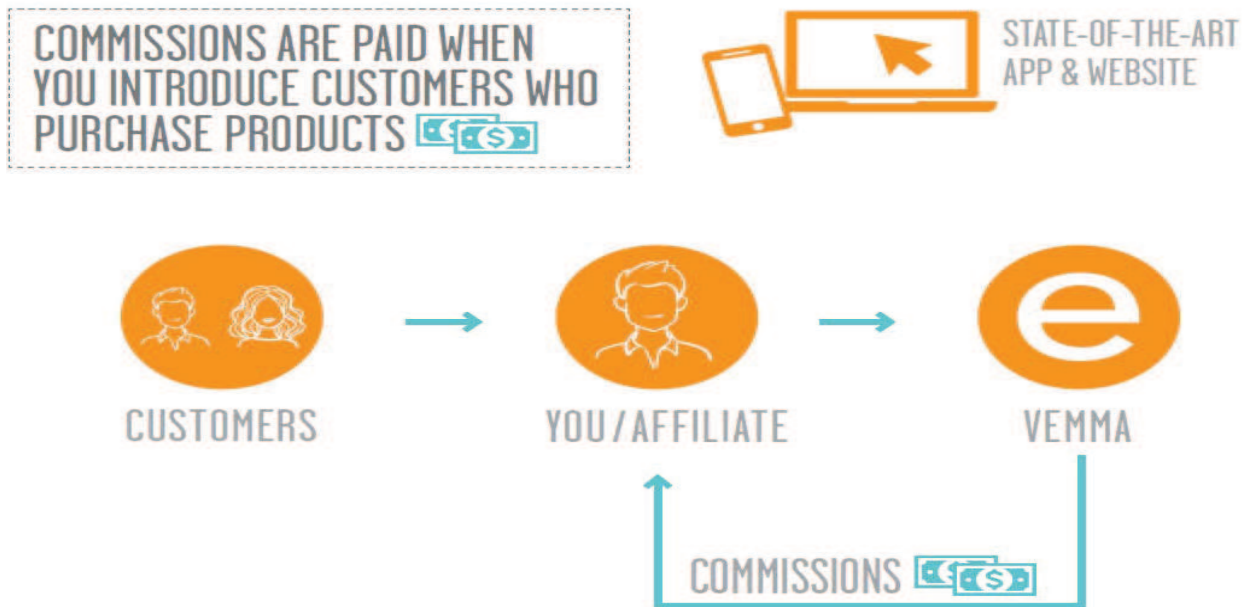 COMMISSIONS ARE PAID WHEN
YOU INTRODUCE CUSTOMERS WHO
PURCHASE PRODUCTS
STATE-OF-THE-ART
APP & WEBSITE
CUSTOMERS
YOU/AFFILIATE
VEMMA
COMMISSIONS